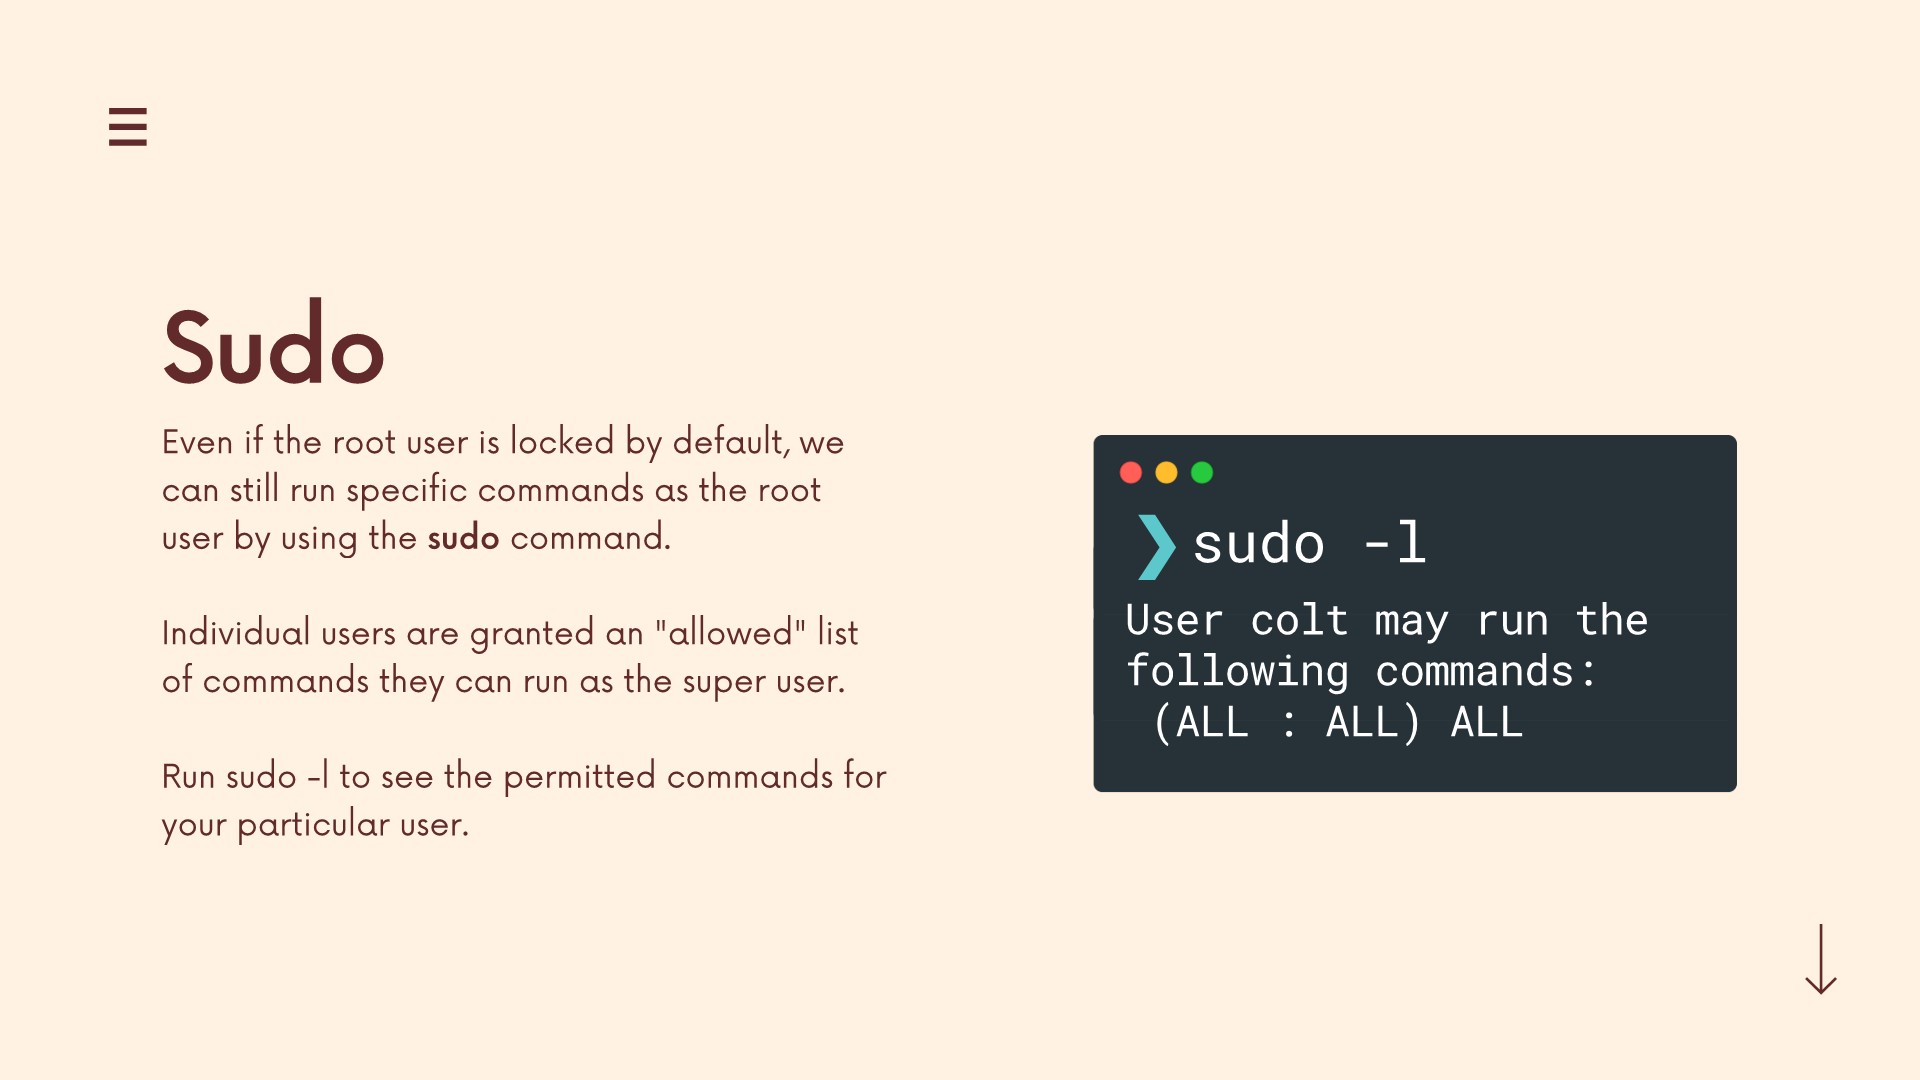 Sudo
Even if the root user is locked by default, we
can still run specific commands as the root
user by using the sudo command.
Individual users are granted an "allowed" list
of commands they can run as the super user.
Run sudo -l to see the permitted commands for
your particular user.
❯ sudo -l
User colt may run the
following commands:
(ALL : ALL) ALL